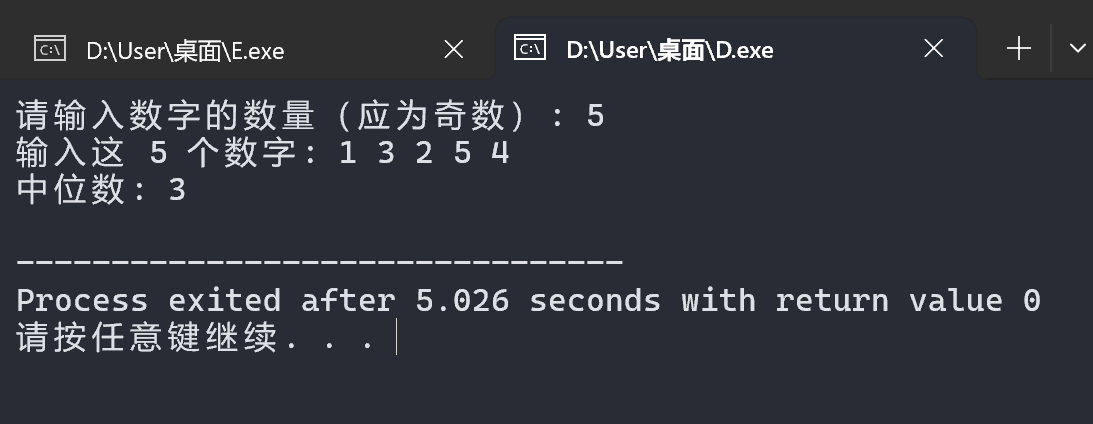 D:\User\桌面\E.exe
D:\User\桌面\D.exe
请输入数字的数量（应为奇数）: 5
输入这 5 个数字: 1 3 2 5 4
中位数: 3
--------------------------------
Process exited after 5.026 seconds with return value 0
请按任意键继续. . .